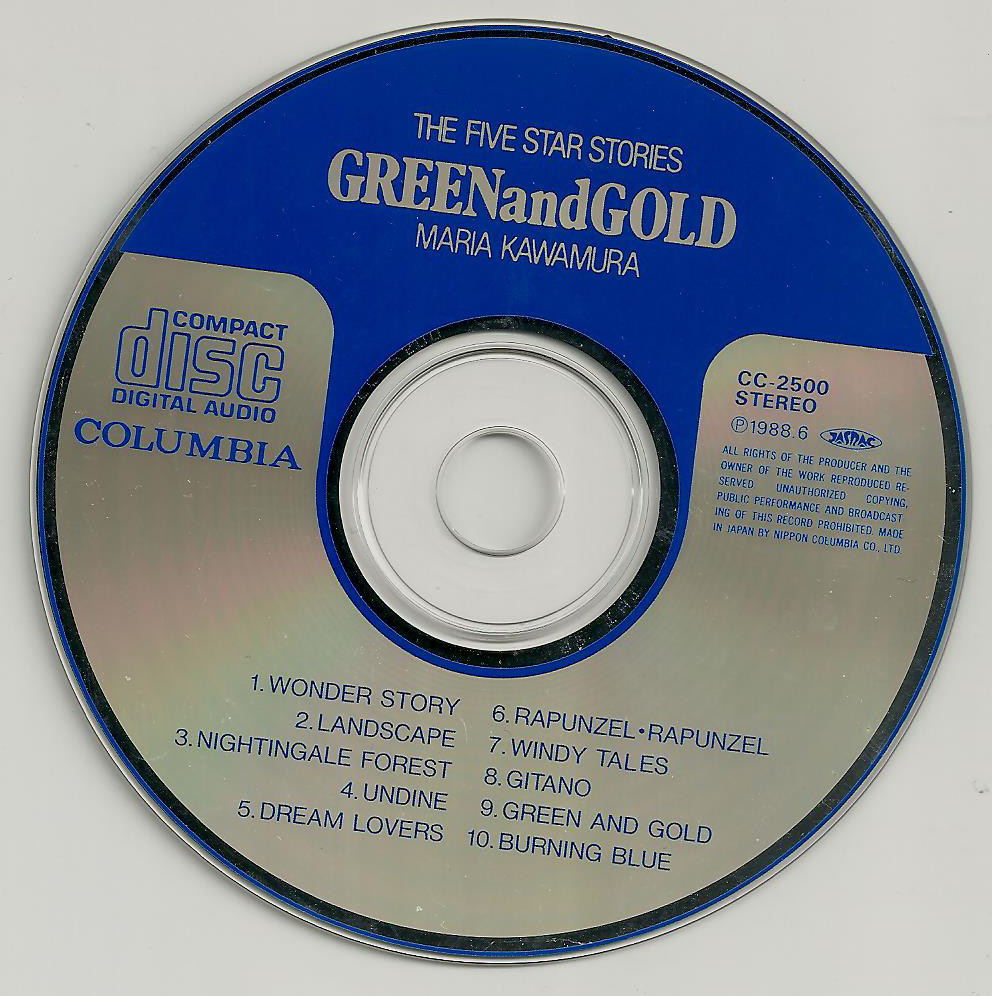 THE FIVE STAR STORIES
GREENandGOLD
MARIA KAWAMURA
COMPACT
disc
DIGITAL AUDIO
COLUMBIA
CC-2500
STEREO
Ⓟ1988.6 JASRAC
ALL RIGHTS OF THE PRODUCER AND THE
OWNER OF THE WORK REPRODUCED RE-
SERVED UNAUTHORIZED COPYING,
PUBLIC PERFORMANCE AND BROADCAST
ING OF THIS RECORD PROHIBITED. MADE
IN JAPAN BY NIPPON COLUMBIA CO., LTD.
1. WONDER STORY
2. LANDSCAPE
3. NIGHTINGALE FOREST
4. UNDINE
5. DREAM LOVERS
6. RAPUNZEL・RAPUNZEL
7. WINDY TALES
8. GITANO
9. GREEN AND GOLD
10. BURNING BLUE